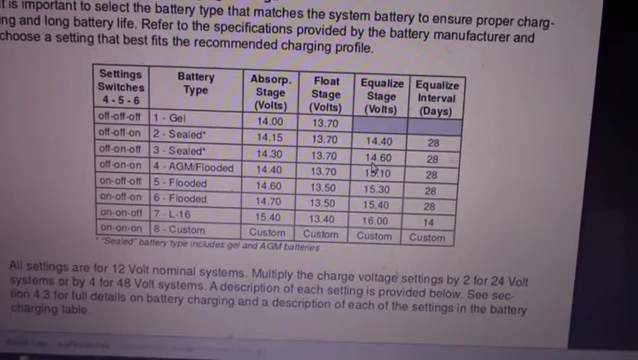 t is important to select the battery type that matches the system battery to ensure proper charg-
ing and long battery life. Refer to the specifications provided by the battery manufacturer and
choose a setting that best fits the recommended charging profile.
Settings Switches 4 - 5 - 6 Battery Type Absorp. Stage (Volts) Float Stage (Volts) Equalize Stage (Volts) Equalize Interval (Days)
off-off-off 1 - Gel 14.00 13.70
off-off-on 2 - Sealed* 14.15 13.70 14.40 28
off-on-off 3 - Sealed* 14.30 13.70 14.60 28
off-on-on 4 - AGM/Flooded 14.40 13.70 15.10 28
on-off-off 5 - Flooded 14.60 13.50 15.30 28
on-off-on 6 - Flooded 14.70 13.50 15.40 28
on-on-off 7 - L-16 15.40 13.40 16.00 14
on-on-on 8 - Custom Custom Custom Custom Custom
* "Sealed" battery type includes gel and AGM batteries
All settings are for 12 Volt nominal systems. Multiply the charge voltage settings by 2 for 24 Volt
systems or by 4 for 48 Volt systems. A description of each setting is provided below. See sec-
tion 4.3 for full details on battery charging and a description of each of the settings in the battery
charging table.